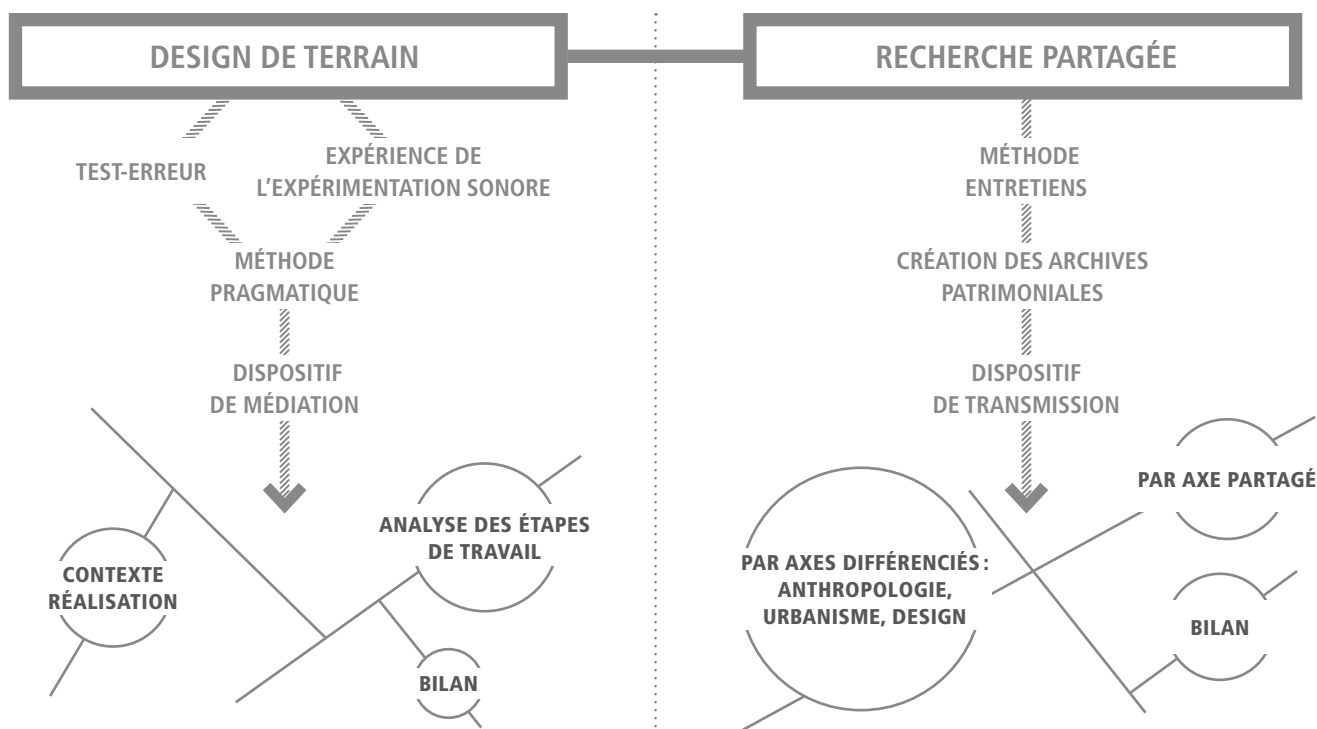 DESIGN DE TERRAIN
TEST-ERREUR
EXPÉRIENCE DE
L'EXPÉRIMENTATION SONORE
MÉTHODE
PRAGMATIQUE
DISPOSITIF
DE MÉDIATION
CONTEXTE
RÉALISATION
ANALYSE DES ÉTAPES
DE TRAVAIL
BILAN
RECHERCHE PARTAGÉE
MÉTHODE
ENTRETIENS
CRÉATION DES ARCHIVES
PATRIMONIALES
DISPOSITIF
DE TRANSMISSION
PAR AXES DIFFÉRENCIÉS :
ANTHROPOLOGIE,
URBANISME, DESIGN
PAR AXE PARTAGÉ
BILAN